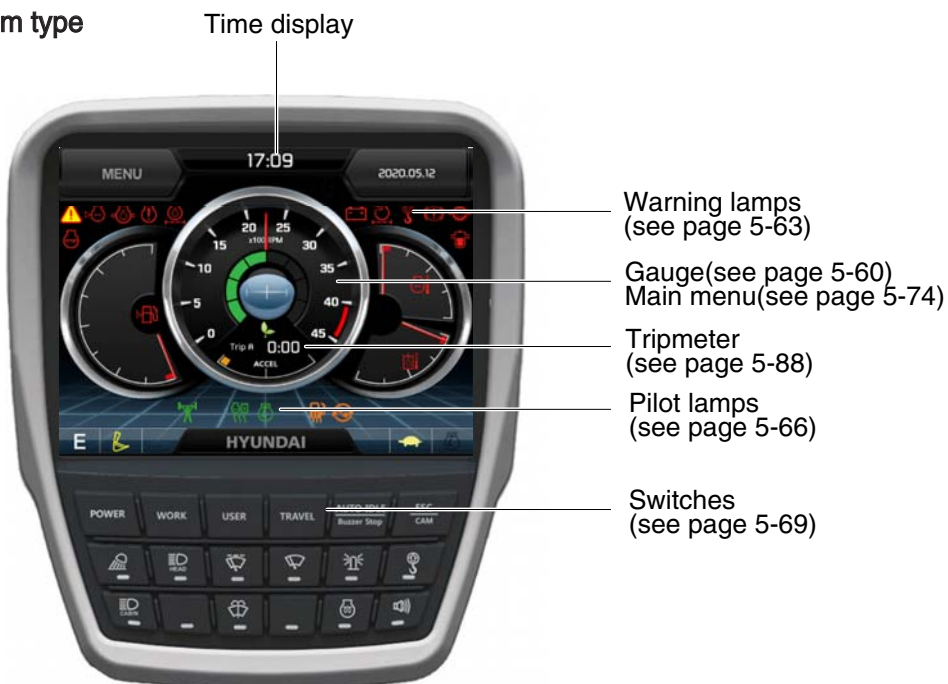 m type
Time display
17:09
MENU
2020.05.12
Warning lamps
(see page 5-63)
20 25
x100 RPM
15 30
10 35
5 40
0 45
Gauge(see page 5-60)
Main menu(see page 5-74)
Trip A 0:00
ACCEL
Tripmeter
(see page 5-88)
Pilot lamps
(see page 5-66)
E
HYUNDAI
POWER
WORK
USER
TRAVEL
AUTO IDLE
Buzzer Stop
ESC
CAM
Switches
(see page 5-69)
HEAD
CABIN